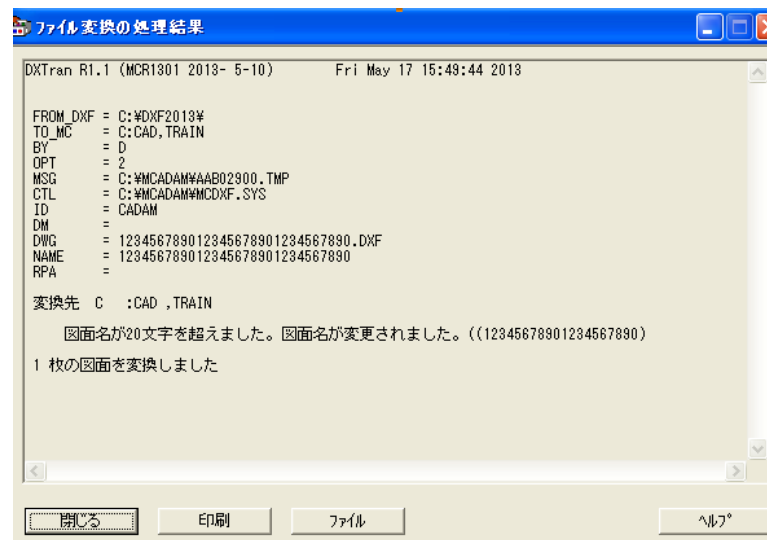 ファイル変換の処理結果
DXTran R1.1 (MCR1301 2013- 5-10)        Fri May 17 15:49:44 2013
FROM_DXF = C:¥DXF2013¥
TO_MC    = C:CAD,TRAIN
BY       = D
OPT      = 2
MSG      = C:¥MCADAM¥AAB02900.TMP
CTL      = C:¥MCADAM¥MCDXF.SYS
ID       = CADAM
DM       =
DWG      = 123456789012345678901234567890.DXF
NAME     = 123456789012345678901234567890
RPA      =
変換先  C   :CAD ,TRAIN
図面名が20文字を超えました。図面名が変更されました。((12345678901234567890)
1 枚の図面を変換しました
閉じる 印刷 ファイル ヘルプ